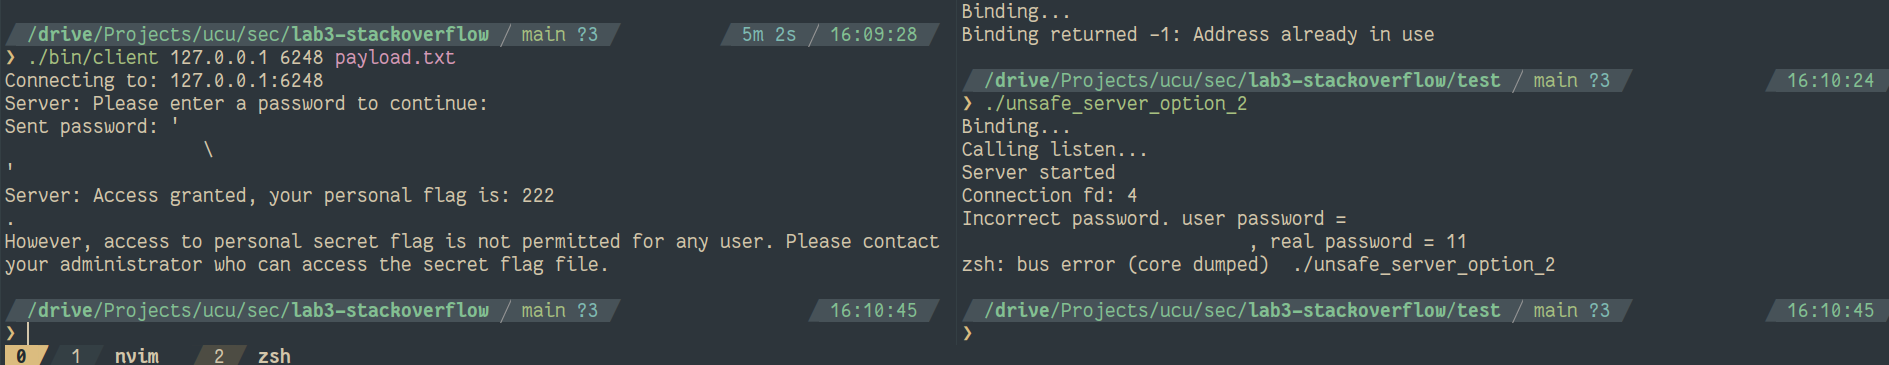 /drive/Projects/ucu/sec/lab3-stackoverflow / main ?3 5m 2s / 16:09:28
❯ ./bin/client 127.0.0.1 6248 payload.txt
Connecting to: 127.0.0.1:6248
Server: Please enter a password to continue:
Sent password: '
\
'
Server: Access granted, your personal flag is: 222
.
However, access to personal secret flag is not permitted for any user. Please contact
your administrator who can access the secret flag file.
/drive/Projects/ucu/sec/lab3-stackoverflow / main ?3 16:10:45
❯
0 1 nvim 2 zsh
Binding...
Binding returned -1: Address already in use
/drive/Projects/ucu/sec/lab3-stackoverflow/test / main ?3 16:10:24
❯ ./unsafe_server_option_2
Binding...
Calling listen...
Server started
Connection fd: 4
Incorrect password. user password =
, real password = 11
zsh: bus error (core dumped) ./unsafe_server_option_2
/drive/Projects/ucu/sec/lab3-stackoverflow/test / main ?3 16:10:45
❯